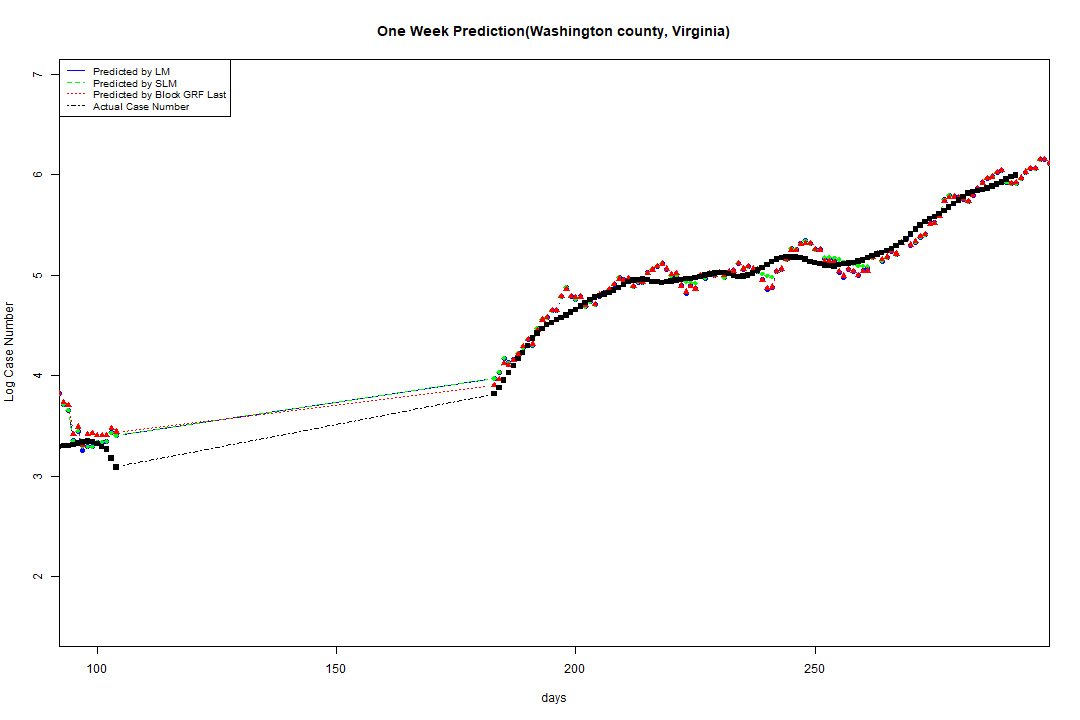 One Week Prediction(Washington county, Virginia)
Predicted by LM
Predicted by SLM
Predicted by Block GRF Last
Actual Case Number
Log Case Number
7
6
5
4
3
2
100 150 200 250
days